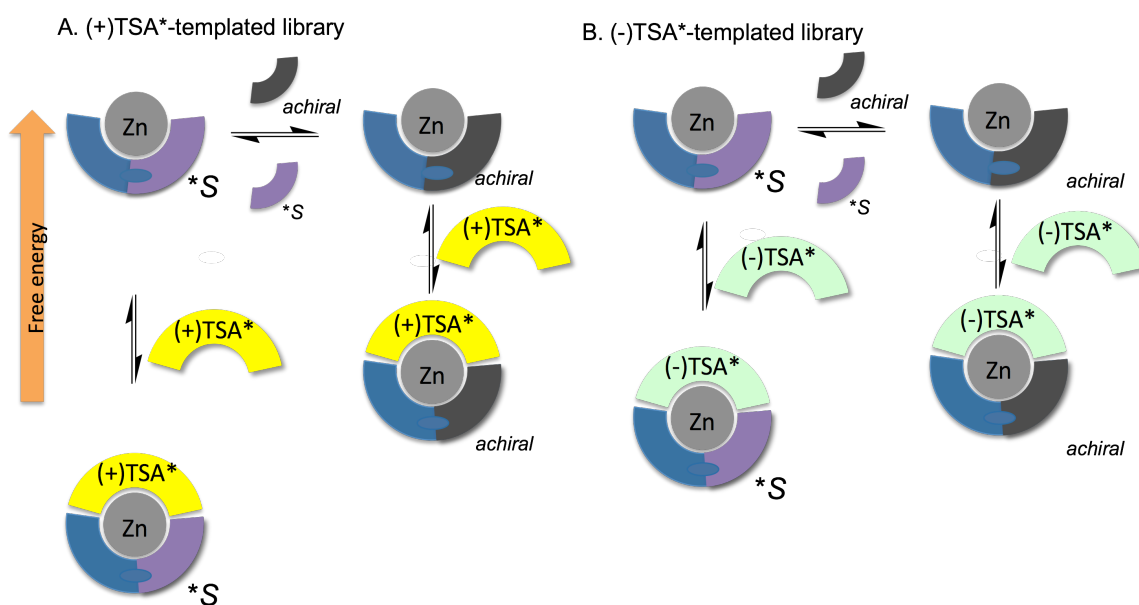 A. (+)TSA*-templated library
B. (-)TSA*-templated library
Free energy
Zn
*S
achiral
*S
Zn
achiral
(+)TSA*
(+)TSA*
(+)TSA*
Zn
achiral
(+)TSA*
Zn
*S
Zn
*S
achiral
*S
Zn
achiral
(-)TSA*
(-)TSA*
(-)TSA*
Zn
*S
(-)TSA*
Zn
achiral